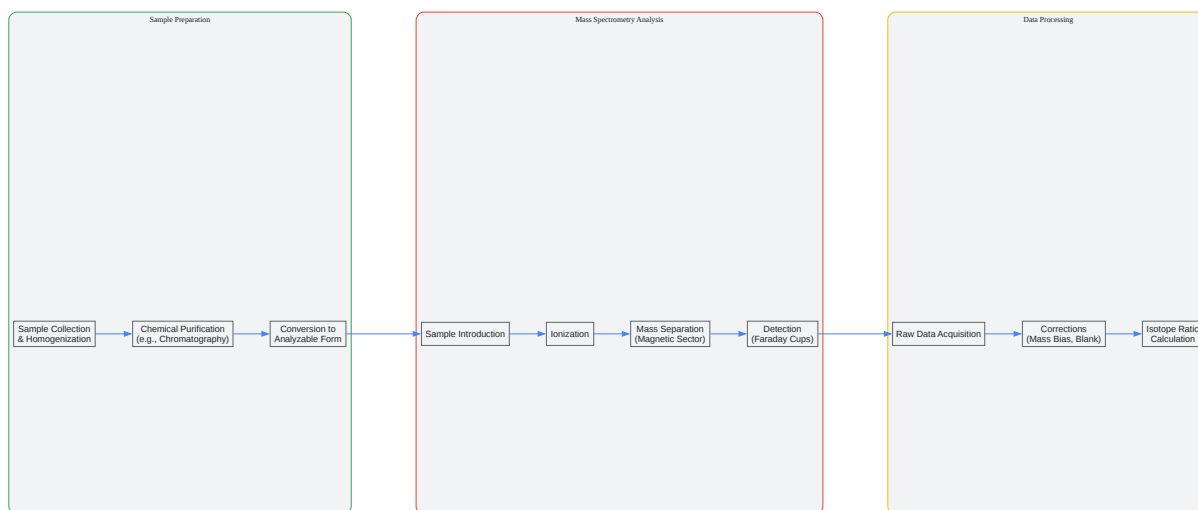 Sample Preparation
Mass Spectrometry Analysis
Data Processing
Sample Collection
& Homogenization
Chemical Purification
(e.g., Chromatography)
Conversion to
Analyzable Form
Sample Introduction
Ionization
Mass Separation
(Magnetic Sector)
Detection
(Faraday Cups)
Raw Data Acquisition
Corrections
(Mass Bias, Blank)
Isotope Ratio
Calculation